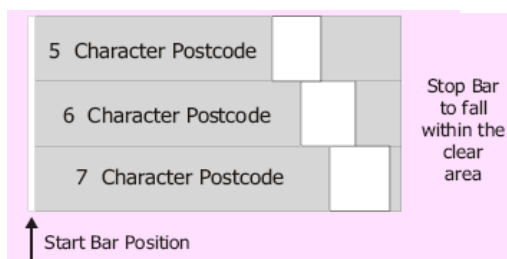 5 Character Postcode
6 Character Postcode
7 Character Postcode
Stop Bar
to fall
within the
clear
area
Start Bar Position